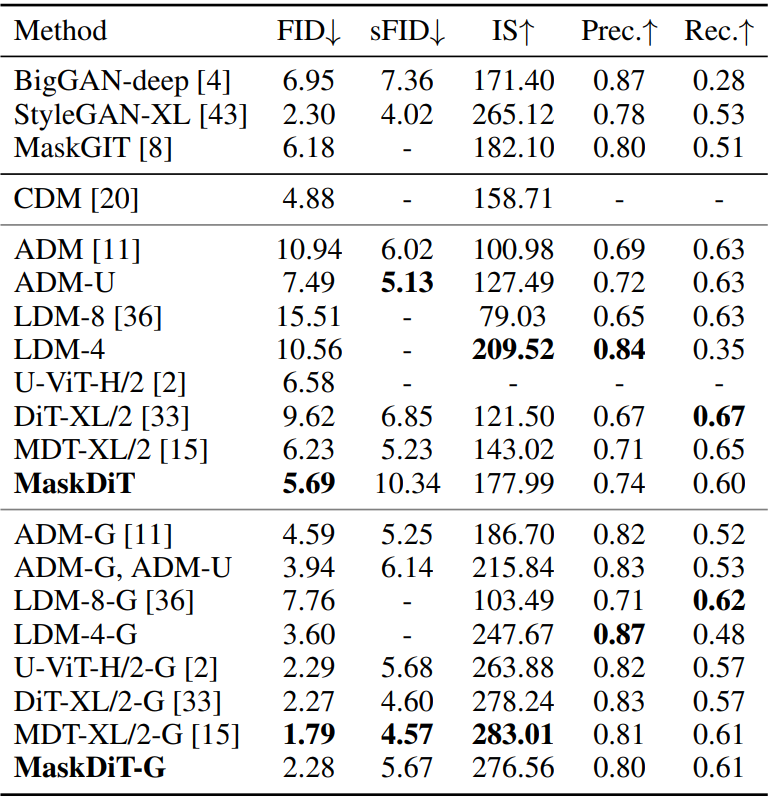 Method FID↓ sFID↓ IS↑ Prec.↑ Rec.↑
BigGAN-deep [4] 6.95 7.36 171.40 0.87 0.28
StyleGAN-XL [43] 2.30 4.02 265.12 0.78 0.53
MaskGIT [8] 6.18 - 182.10 0.80 0.51
CDM [20] 4.88 - 158.71 - -
ADM [11] 10.94 6.02 100.98 0.69 0.63
ADM-U 7.49 5.13 127.49 0.72 0.63
LDM-8 [36] 15.51 - 79.03 0.65 0.63
LDM-4 10.56 - 209.52 0.84 0.35
U-ViT-H/2 [2] 6.58 - - - -
DiT-XL/2 [33] 9.62 6.85 121.50 0.67 0.67
MDT-XL/2 [15] 6.23 5.23 143.02 0.71 0.65
MaskDiT 5.69 10.34 177.99 0.74 0.60
ADM-G [11] 4.59 5.25 186.70 0.82 0.52
ADM-G, ADM-U 3.94 6.14 215.84 0.83 0.53
LDM-8-G [36] 7.76 - 103.49 0.71 0.62
LDM-4-G 3.60 - 247.67 0.87 0.48
U-ViT-H/2-G [2] 2.29 5.68 263.88 0.82 0.57
DiT-XL/2-G [33] 2.27 4.60 278.24 0.83 0.57
MDT-XL/2-G [15] 1.79 4.57 283.01 0.81 0.61
MaskDiT-G 2.28 5.67 276.56 0.80 0.61